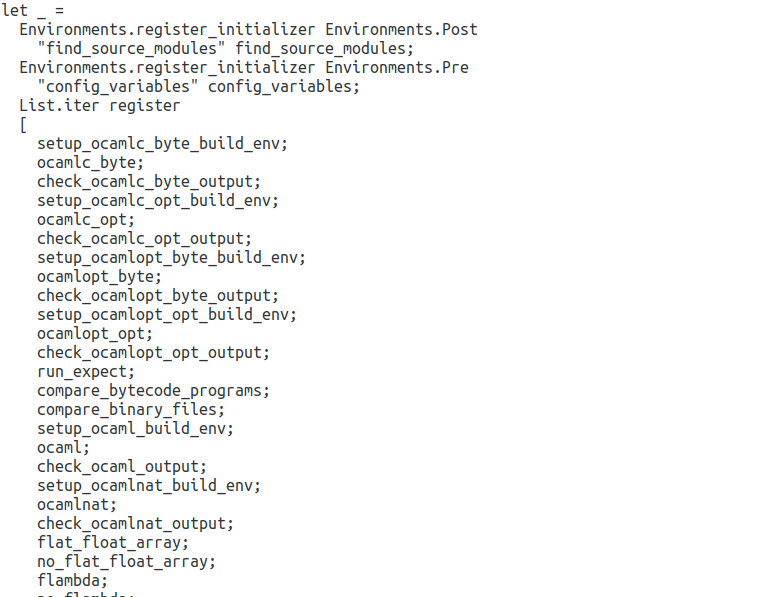 let _ =
  Environments.register_initializer Environments.Post
    "find_source_modules" find_source_modules;
  Environments.register_initializer Environments.Pre
    "config_variables" config_variables;
  List.iter register
  [
    setup_ocamlc_byte_build_env;
    ocamlc_byte;
    check_ocamlc_byte_output;
    setup_ocamlc_opt_build_env;
    ocamlc_opt;
    check_ocamlc_opt_output;
    setup_ocamlopt_byte_build_env;
    ocamlopt_byte;
    check_ocamlopt_byte_output;
    setup_ocamlopt_opt_build_env;
    ocamlopt_opt;
    check_ocamlopt_opt_output;
    run_expect;
    compare_bytecode_programs;
    compare_binary_files;
    setup_ocaml_build_env;
    ocaml;
    check_ocaml_output;
    setup_ocamlnat_build_env;
    ocamlnat;
    check_ocamlnat_output;
    flat_float_array;
    no_flat_float_array;
    flambda;